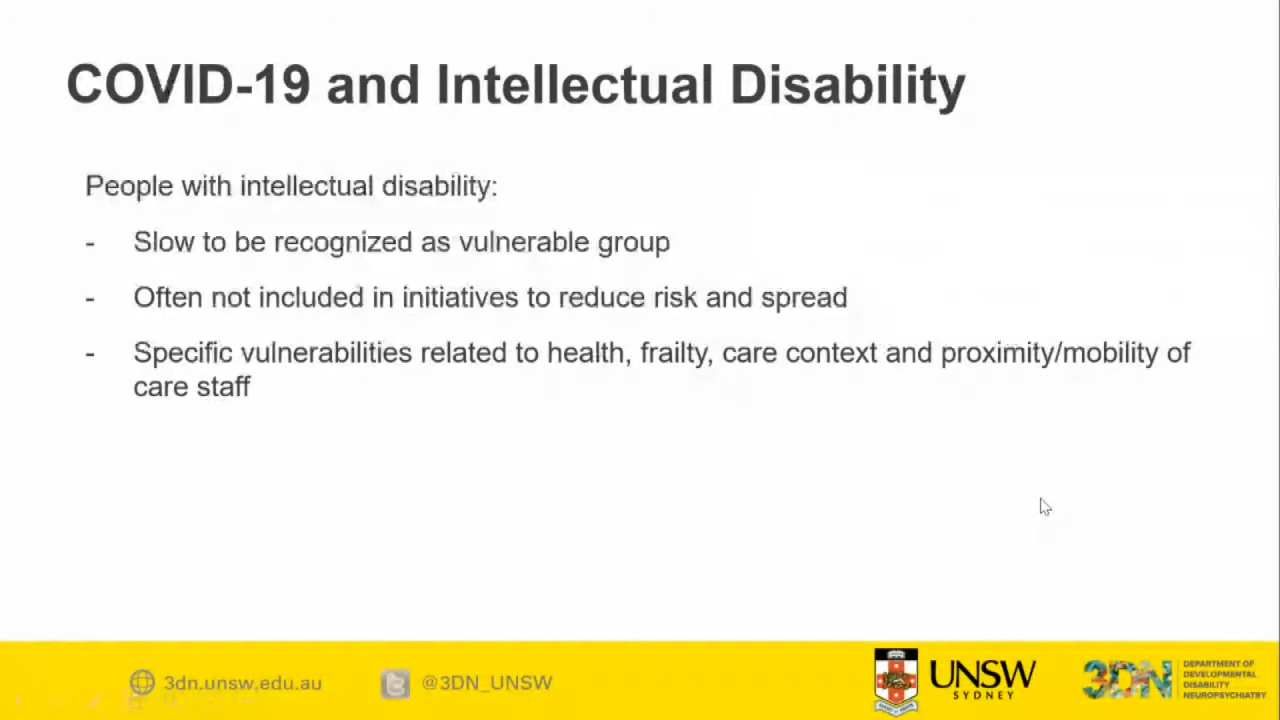 COVID-19 and Intellectual Disability
People with intellectual disability:
- Slow to be recognized as vulnerable group
- Often not included in initiatives to reduce risk and spread
- Specific vulnerabilities related to health, frailty, care context and proximity/mobility of
care staff
3dn.unsw.edu.au
@3DN_UNSW
UNSW
SYDNEY
3DN
DEPARTMENT OF
DEVELOPMENTAL
DISABILITY
NEUROPSYCHIATRY